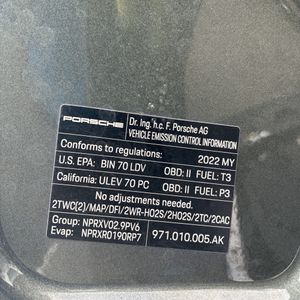 PORSCHE
Dr. Ing. h.c. F. Porsche AG
VEHICLE EMISSION CONTROL INFORMATION
Conforms to regulations: 2022 MY
U.S. EPA: BIN 70 LDV OBD: II FUEL: T3
California: ULEV 70 PC OBD: II FUEL: P3
2TWC(2)/MAP/DFI/2WR-HO2S/2HO2S/2TC/2CAC
No adjustments needed.
Group: NPRXV02.9PV6
Evap: NPRXR0190RP7 971.010.005.AK